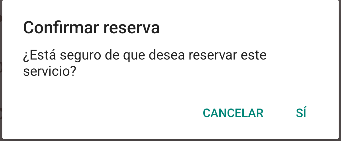 Confirmar reserva
¿Está seguro de que desea reservar este
servicio?
CANCELAR SÍ